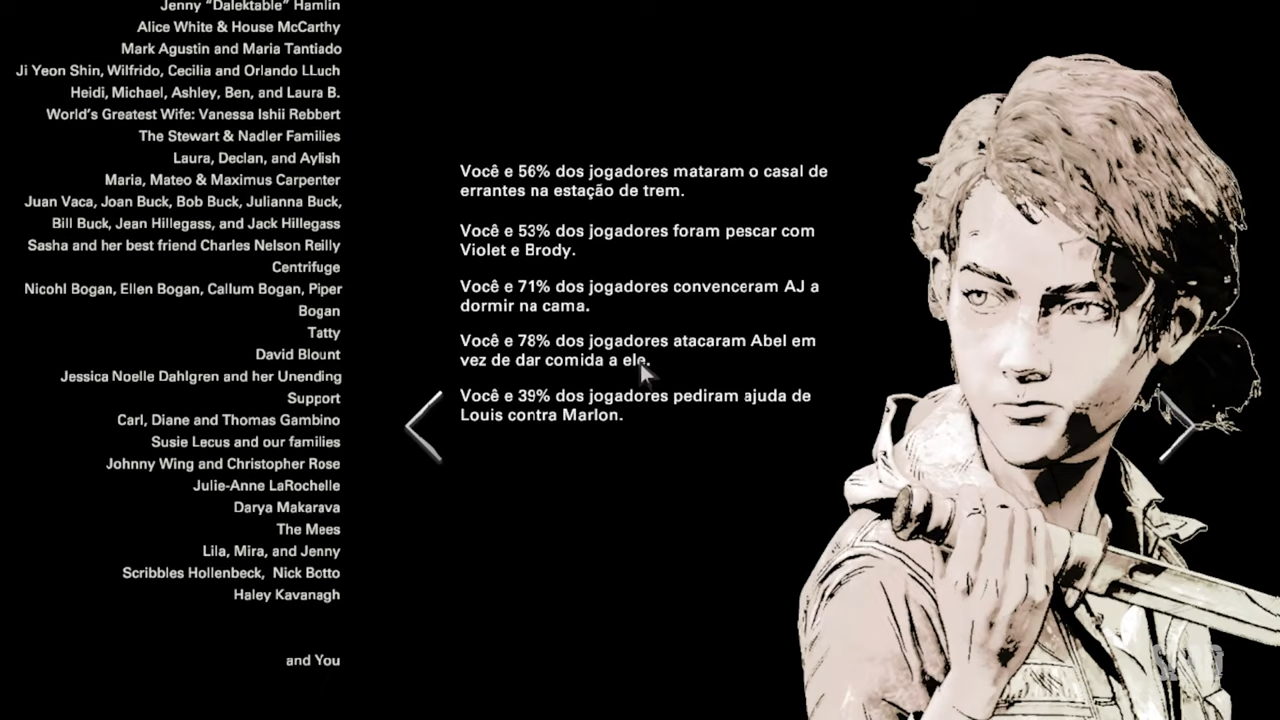 Jenny “Dalektable” Hamlin
Alice White & House McCarthy
Mark Agustin and Maria Tantiado
Ji Yeon Shin, Wilfrido, Cecilia and Orlando LLuch
Heidi, Michael, Ashley, Ben, and Laura B.
World’s Greatest Wife: Vanessa Ishii Rebbert
The Stewart & Nadler Families
Laura, Declan, and Aylish
Maria, Mateo & Maximus Carpenter
Juan Vaca, Joan Buck, Bob Buck, Julianna Buck,
Bill Buck, Jean Hillegass, and Jack Hillegass
Sasha and her best friend Charles Nelson Reilly
Centrifuge
Nicohl Bogan, Ellen Bogan, Callum Bogan, Piper
Bogan
Tatty
David Blount
Jessica Noelle Dahlgren and her Unending
Support
Carl, Diane and Thomas Gambino
Susie Lecus and our families
Johnny Wing and Christopher Rose
Julie-Anne LaRochelle
Darya Makarava
The Mees
Lila, Mira, and Jenny
Scribbles Hollenbeck, Nick Botto
Haley Kavanagh
and You
Você e 56% dos jogadores mataram o casal de
errantes na estação de trem.
Você e 53% dos jogadores foram pescar com
Violet e Brody.
Você e 71% dos jogadores convenceram AJ a
dormir na cama.
Você e 78% dos jogadores atacaram Abel em
vez de dar comida a ele.
Você e 39% dos jogadores pediram ajuda de
Louis contra Marlon.